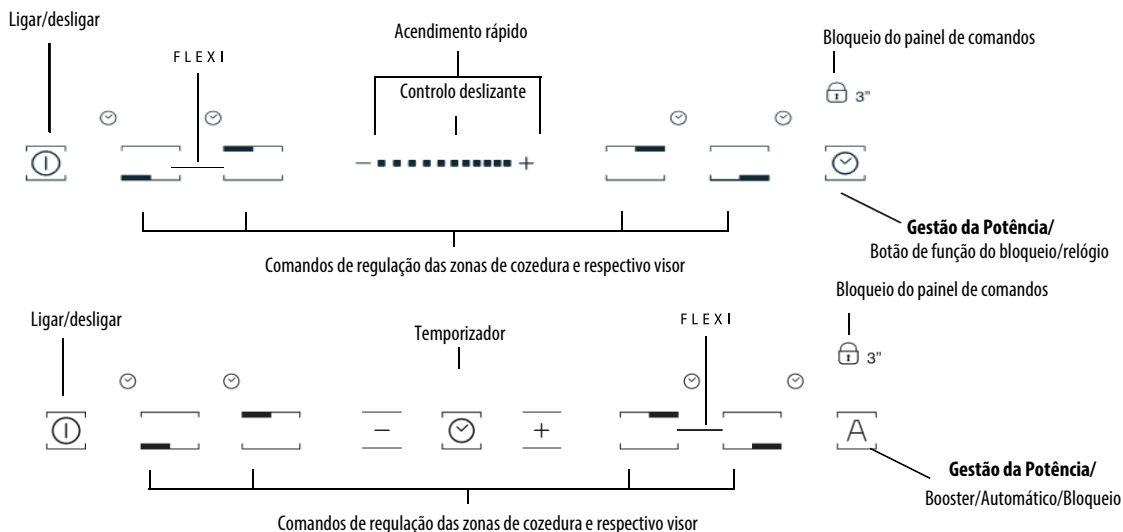 Ligar/desligar
Acendimento rápido
Bloqueio do painel de comandos
FLEXI
Controlo deslizante
3"
Gestão da Potência/
Botão de função do bloqueio/relógio
Comandos de regulação das zonas de cozedura e respectivo visor
Bloqueio do painel de comandos
Ligar/desligar
Temporizador
FLEXI
3"
A
Gestão da Potência/
Booster/Automático/Bloqueio
Comandos de regulação das zonas de cozedura e respectivo visor